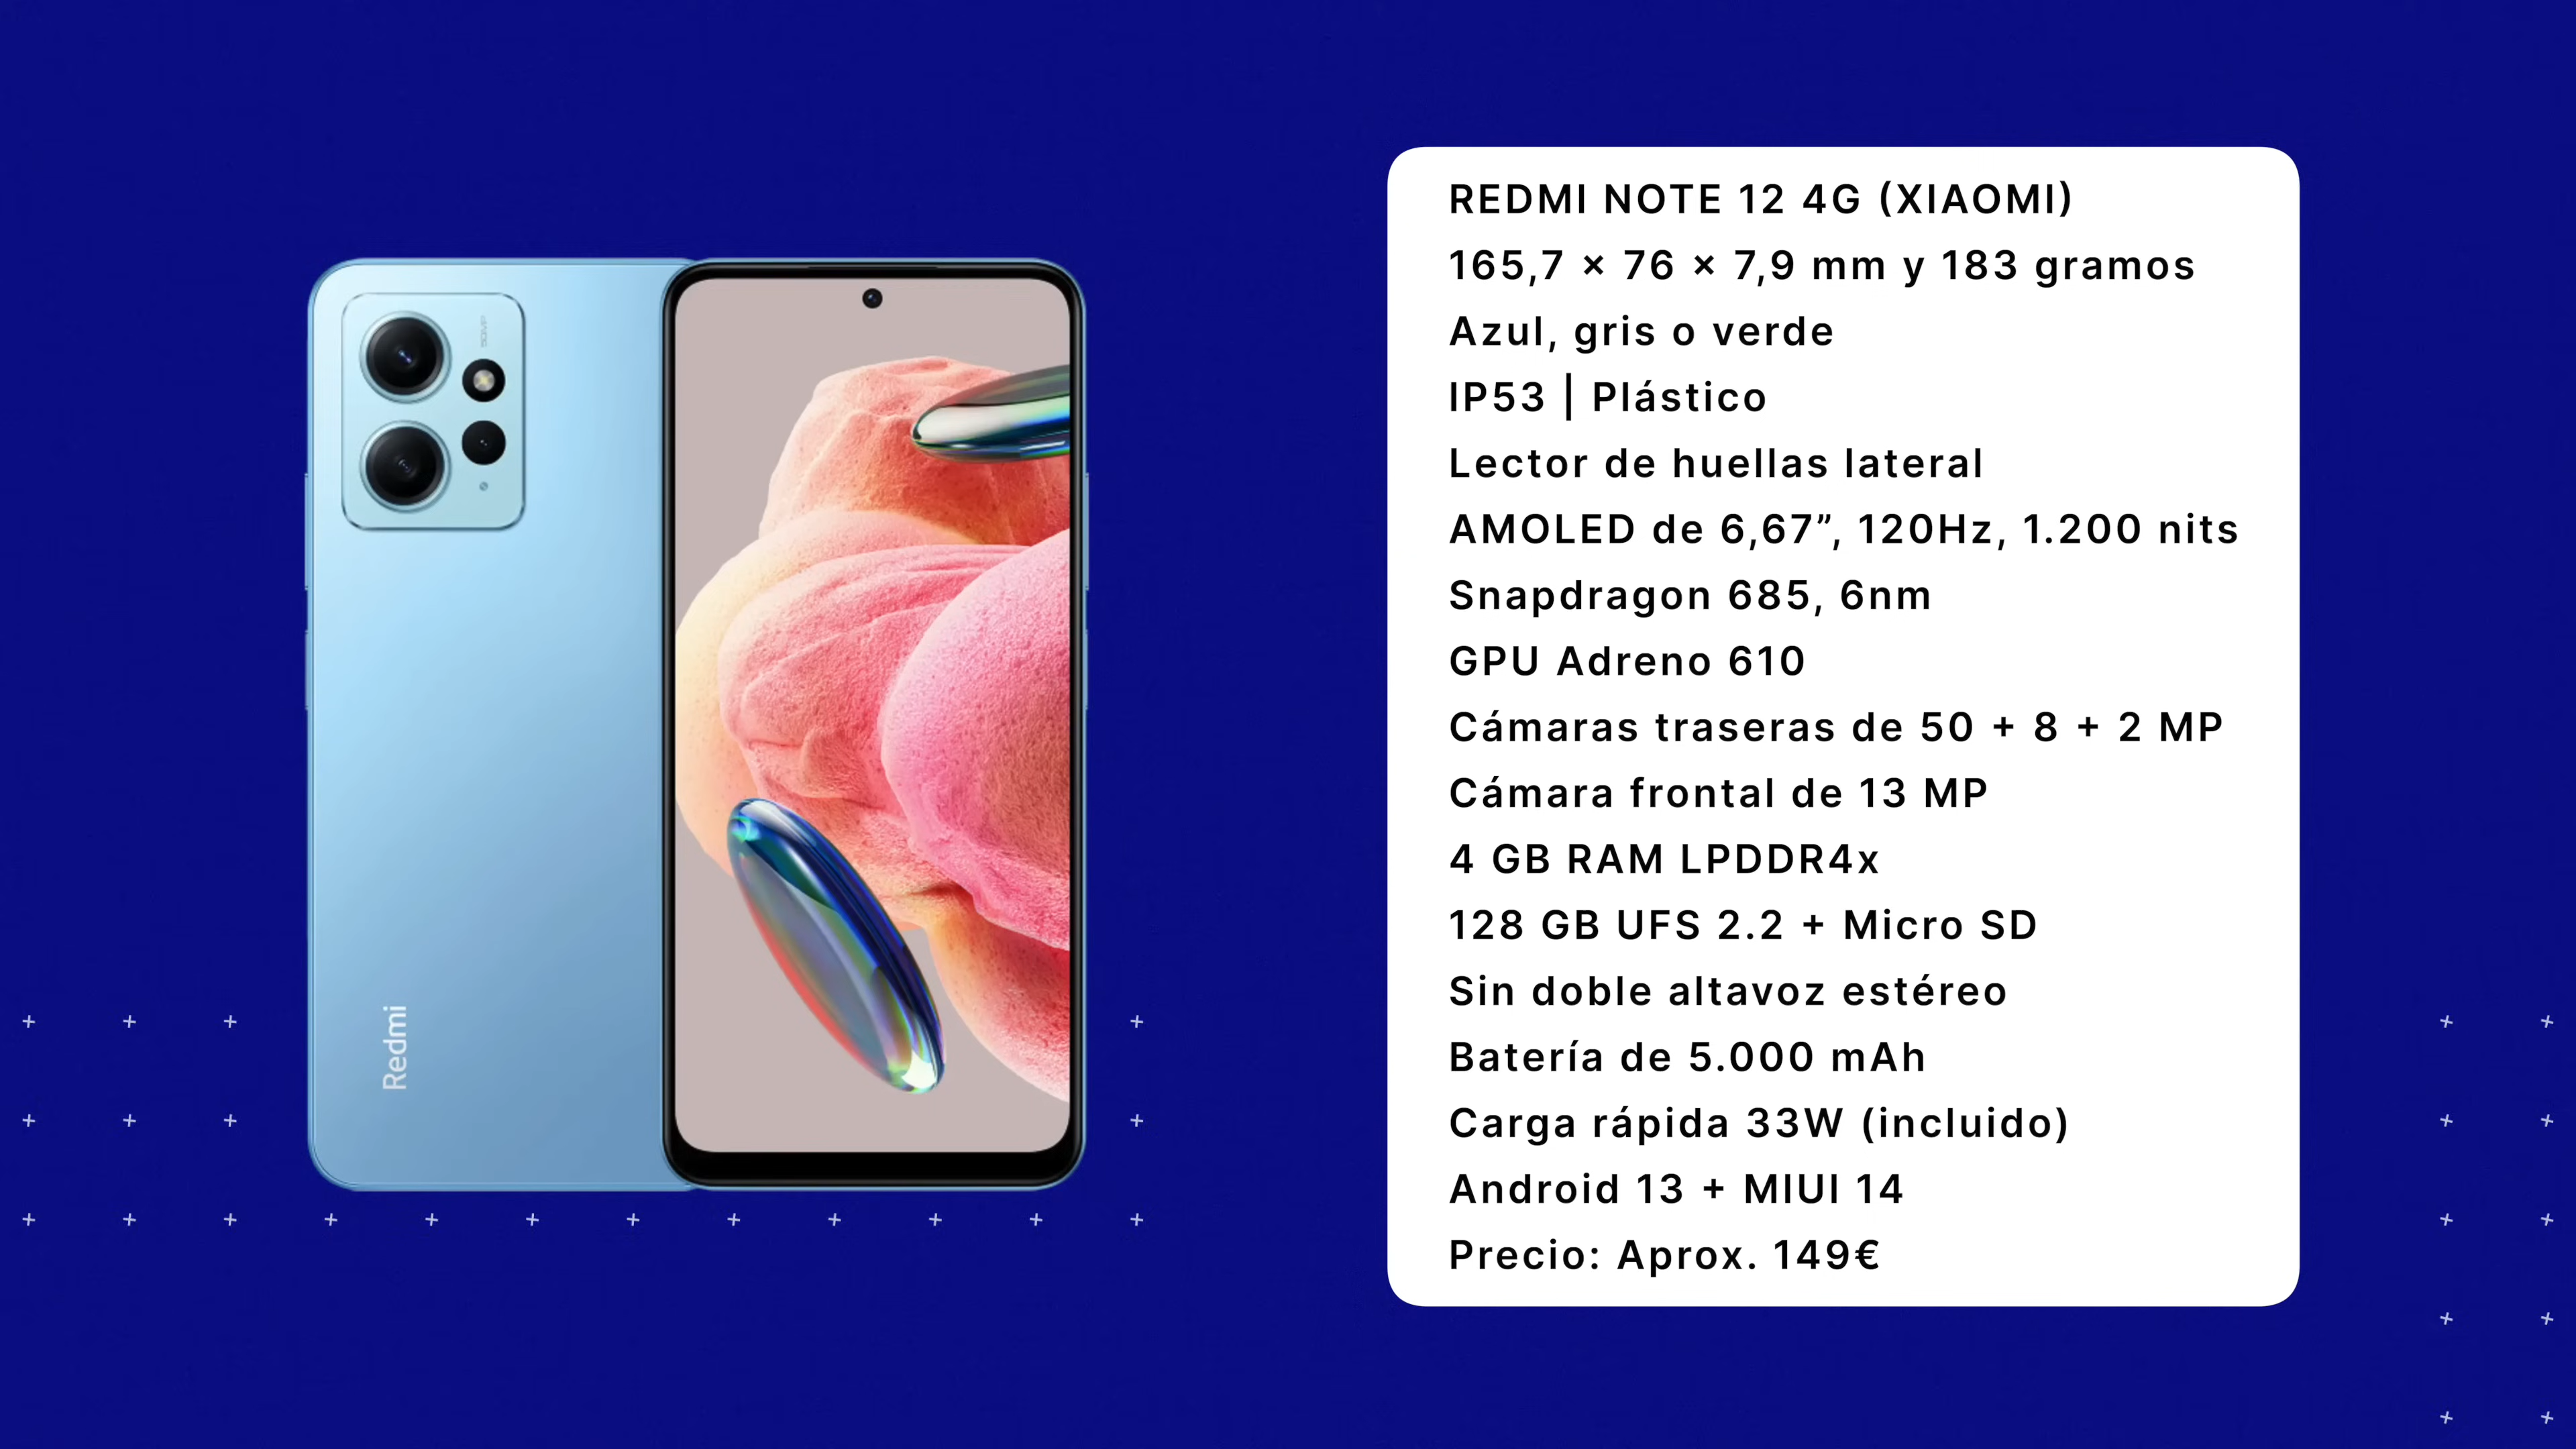 50MP
Redmi
REDMI NOTE 12 4G (XIAOMI)
165,7 × 76 × 7,9 mm y 183 gramos
Azul, gris o verde
IP53 | Plástico
Lector de huellas lateral
AMOLED de 6,67”, 120Hz, 1.200 nits
Snapdragon 685, 6nm
GPU Adreno 610
Cámaras traseras de 50 + 8 + 2 MP
Cámara frontal de 13 MP
4 GB RAM LPDDR4x
128 GB UFS 2.2 + Micro SD
Sin doble altavoz estéreo
Batería de 5.000 mAh
Carga rápida 33W (incluido)
Android 13 + MIUI 14
Precio: Aprox. 149€